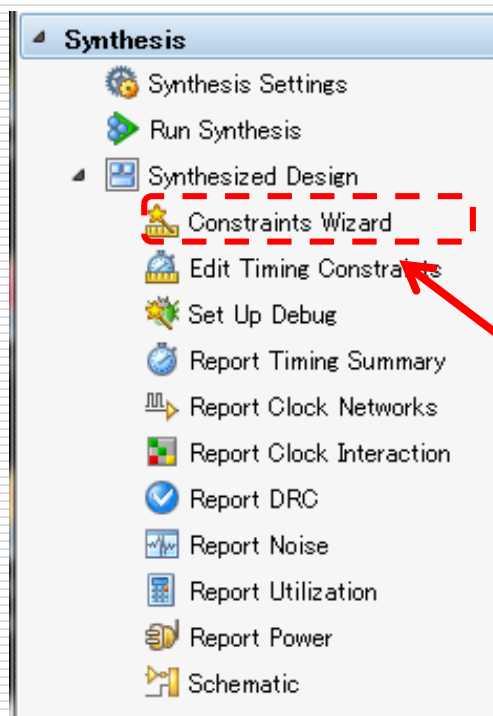 Synthesis
Synthesis Settings
Run Synthesis
Synthesized Design
Constraints Wizard
Edit Timing Constraints
Set Up Debug
Report Timing Summary
Report Clock Networks
Report Clock Interaction
Report DRC
Report Noise
Report Utilization
Report Power
Schematic